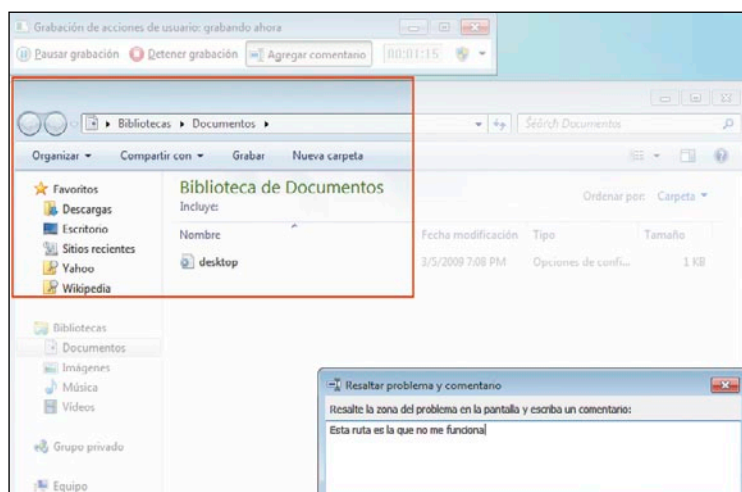 Grabación de acciones de usuario: grabando ahora
Pausar grabación Detener grabación Agregar comentario 00:01:15
Bibliotecas Documentos Search Documentos
Organizar Compartir con Grabar Nueva carpeta
Favoritos
Descargas
Escritorio
Sitios recientes
Yahoo
Wikipedia
Biblioteca de Documentos
Incluye:
Ordenar por: Carpeta
Nombre Fecha modificación Tipo Tamaño
desktop 3/5/2009 7:08 PM Opciones de confi... 1 KB
Bibliotecas
Documentos
Imágenes
Música
Vídeos
Grupo privado
Equipo
Resaltar problema y comentario
Resalte la zona del problema en la pantalla y escriba un comentario:
Esta ruta es la que no me funciona